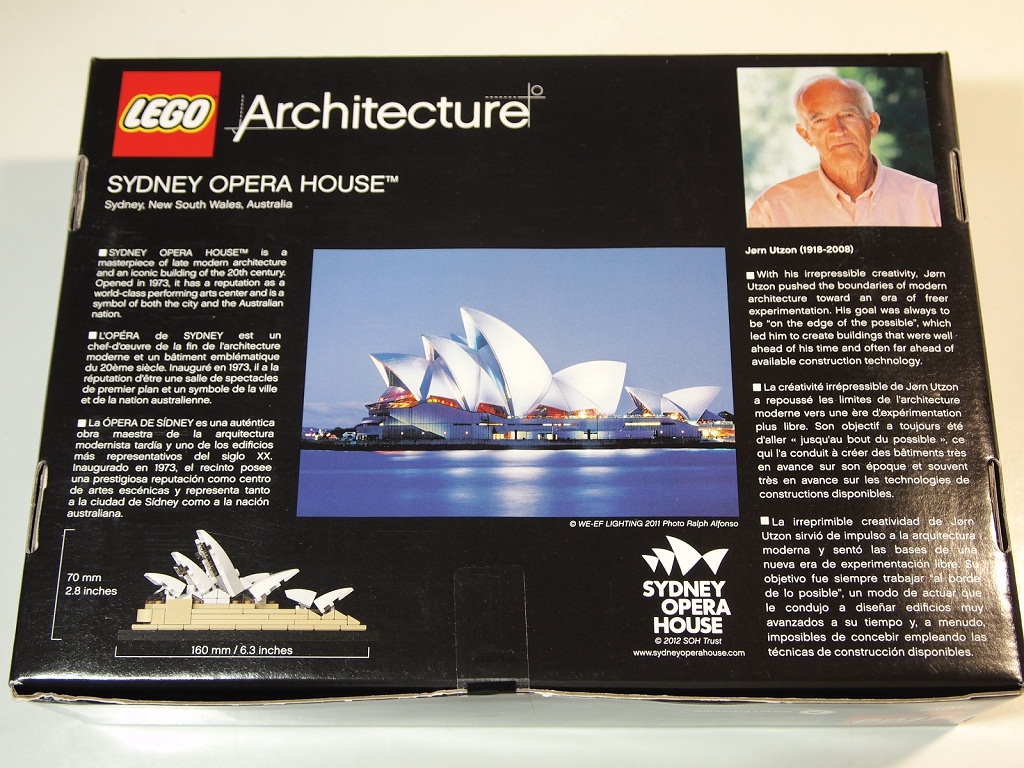 LEGO Architecture
SYDNEY OPERA HOUSE™
Sydney, New South Wales, Australia
SYDNEY OPERA HOUSE™ is a
masterpiece of late modern architecture
and an iconic building of the 20th century.
Opened in 1973, it has a reputation as a
world-class performing arts center and is a
symbol of both the city and the Australian
nation.
L'OPÉRA de SYDNEY est un
chef-d'œuvre de la fin de l'architecture
moderne et un bâtiment emblématique
du 20ème siècle. Inauguré en 1973, il a la
réputation d'être une salle de spectacles
de premier plan et un symbole de la ville
et de la nation australienne.
La ÓPERA DE SÍDNEY es una auténtica
obra maestra de la arquitectura
modernista tardía y uno de los edificios
más representativos del siglo XX.
Inaugurado en 1973, el recinto posee
una prestigiosa reputación como centro
de artes escénicas y representa tanto
a la ciudad de Sídney como a la nación
australiana.
70 mm
2.8 inches
160 mm / 6.3 inches
© WE-EF LIGHTING 2011 Photo Ralph Alfonso
SYDNEY
OPERA
HOUSE
© 2012 SOH Trust
www.sydneyoperahouse.com
Jørn Utzon (1918-2008)
With his irrepressible creativity, Jørn
Utzon pushed the boundaries of modern
architecture toward an era of freer
experimentation. His goal was always to
be "on the edge of the possible", which
led him to create buildings that were well
ahead of his time and often far ahead of
available construction technology.
La créativité irrépressible de Jørn Utzon
a repoussé les limites de l'architecture
moderne vers une ère d'expérimentation
plus libre. Son objectif a toujours été
d'aller « jusqu'au bout du possible », ce
qui l'a conduit à créer des bâtiments très
en avance sur son époque et souvent
très en avance sur les technologies de
constructions disponibles.
La irreprimible creatividad de Jørn
Utzon sirvió de impulso a la arquitectura
moderna y sentó las bases de una
nueva era de experimentación libre. Su
objetivo fue siempre trabajar "al borde
de lo posible", un modo de actuar que
le condujo a diseñar edificios muy
avanzados a su tiempo y, a menudo,
imposibles de concebir empleando las
técnicas de construcción disponibles.